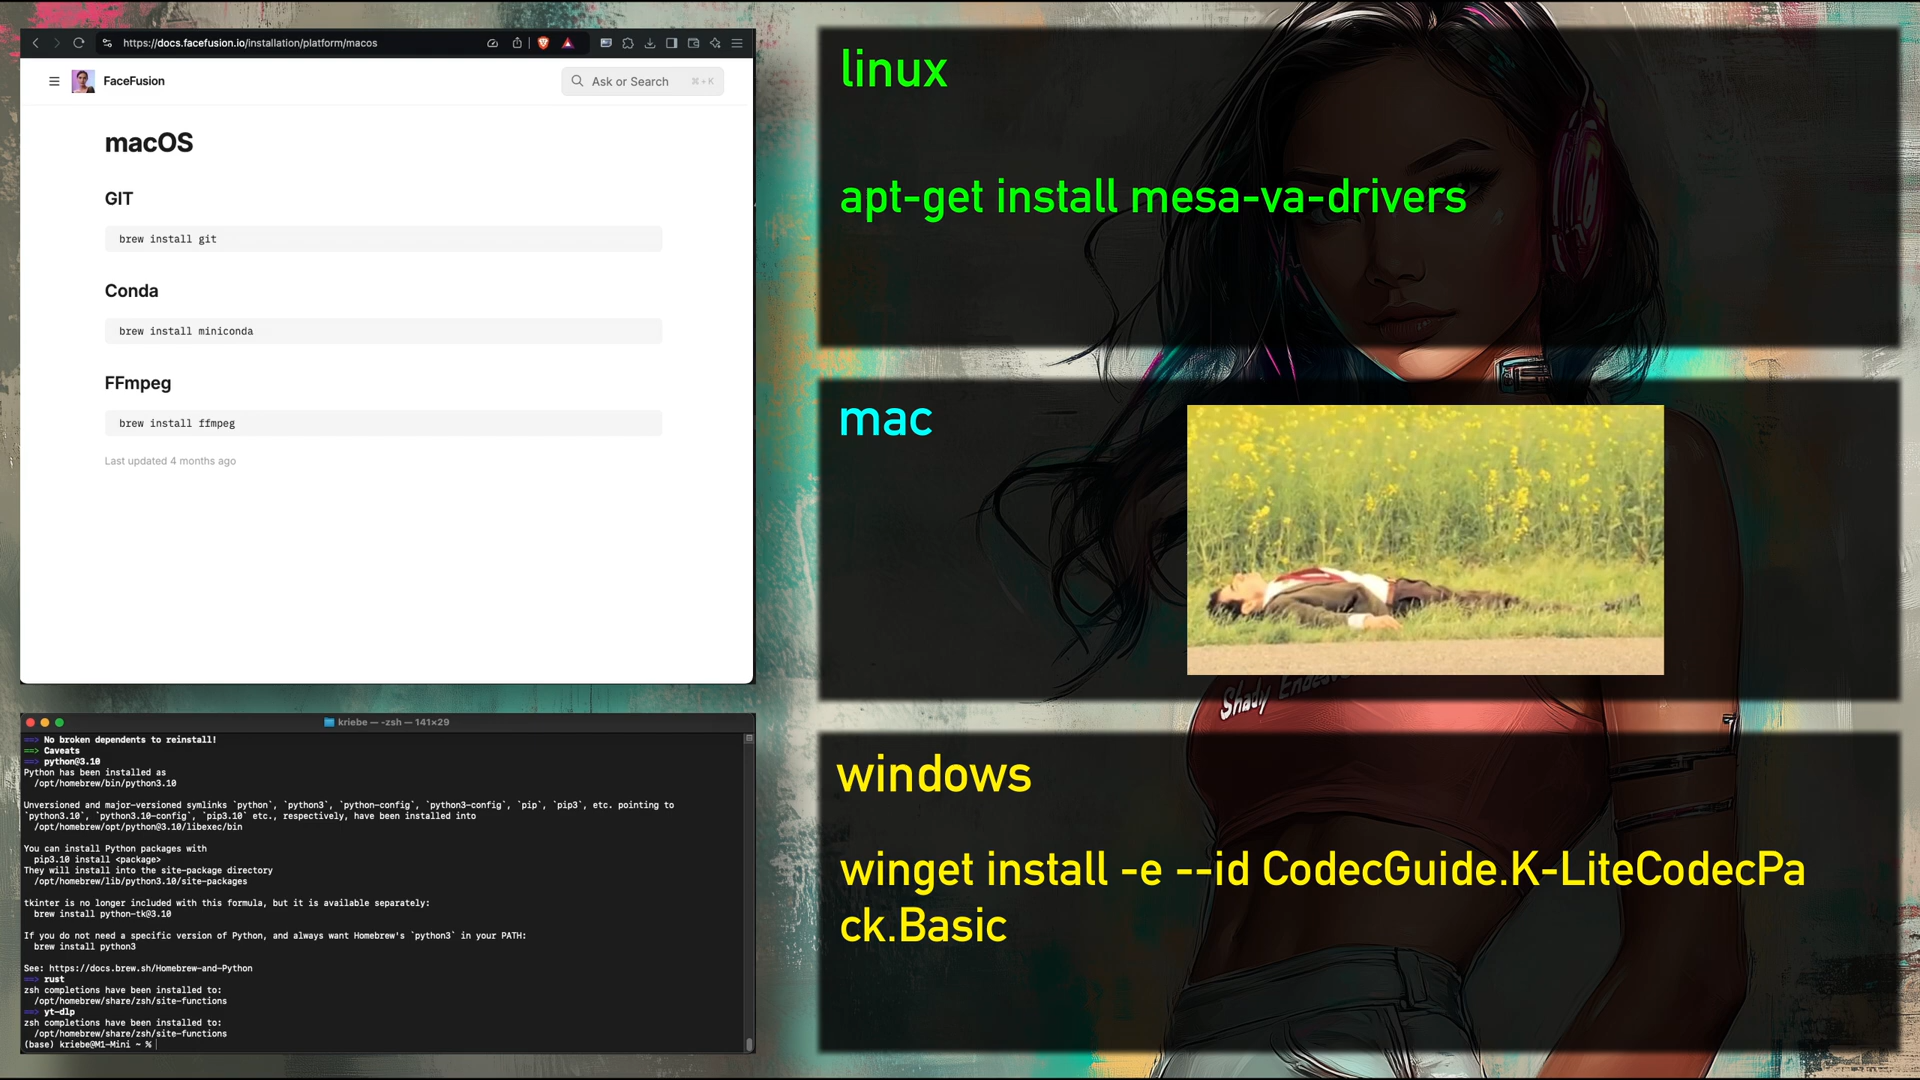 https://docs.facefusion.io/installation/platform/macos
FaceFusion
Ask or Search
⌘+K
macOS
GIT
brew install git
Conda
brew install miniconda
FFmpeg
brew install ffmpeg
Last updated 4 months ago
kriebe — -zsh — 141×29
==> No broken dependents to reinstall!
==> Caveats
==> python@3.10
Python has been installed as
/opt/homebrew/bin/python3.10
Unversioned and major-versioned symlinks `python`, `python3`, `python-config`, `python3-config`, `pip`, `pip3`, etc. pointing to
`python3.10`, `python3.10-config`, `pip3.10` etc., respectively, have been installed into
/opt/homebrew/opt/python@3.10/libexec/bin
You can install Python packages with
pip3.10 install <package>
They will install into the site-package directory
/opt/homebrew/lib/python3.10/site-packages
tkinter is no longer included with this formula, but it is available separately:
brew install python-tk@3.10
If you do not need a specific version of Python, and always want Homebrew's `python3` in your PATH:
brew install python3
See: https://docs.brew.sh/Homebrew-and-Python
==> rust
zsh completions have been installed to:
/opt/homebrew/share/zsh/site-functions
==> yt-dlp
zsh completions have been installed to:
/opt/homebrew/share/zsh/site-functions
(base) kriebe@M1-Mini ~ %
linux
apt-get install mesa-va-drivers
mac
Shady
windows
winget install -e --id CodecGuide.K-LiteCodecPa
ck.Basic